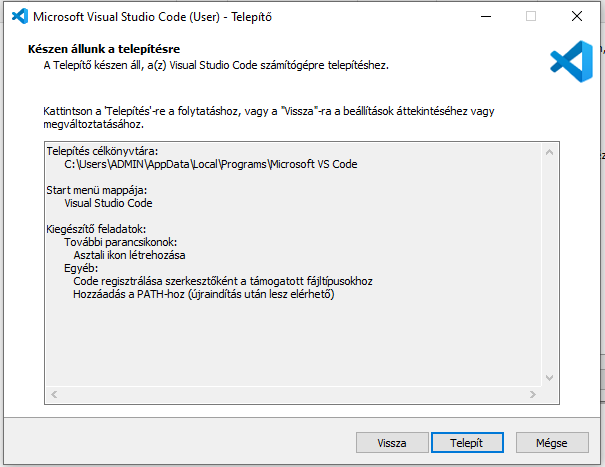 Microsoft Visual Studio Code (User) - Telepítő
Készen állunk a telepítésre
A Telepítő készen áll, a(z) Visual Studio Code számítógépre telepítéshez.
Kattintson a 'Telepítés'-re a folytatáshoz, vagy a "Vissza"-ra a beállítások áttekintéséhez vagy
megváltoztatásához.
Telepítés célkönyvtára:
C:\Users\ADMIN\AppData\Local\Programs\Microsoft VS Code
Start menü mappája:
Visual Studio Code
Kiegészítő feladatok:
További parancsikonok:
Asztali ikon létrehozása
Egyéb:
Code regisztrálása szerkesztőként a támogatott fájltípusokhoz
Hozzáadás a PATH-hoz (újraindítás után lesz elérhető)
Vissza
Telepít
Mégse